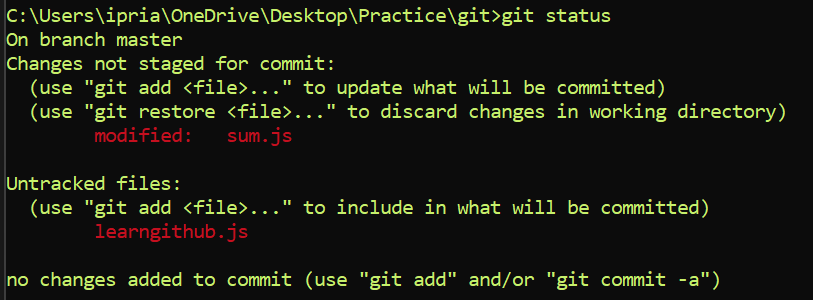 C:\Users\ipria\OneDrive\Desktop\Practice\git>git status
On branch master
Changes not staged for commit:
  (use "git add <file>..." to update what will be committed)
  (use "git restore <file>..." to discard changes in working directory)
        modified:   sum.js

Untracked files:
  (use "git add <file>..." to include in what will be committed)
        learngithub.js

no changes added to commit (use "git add" and/or "git commit -a")